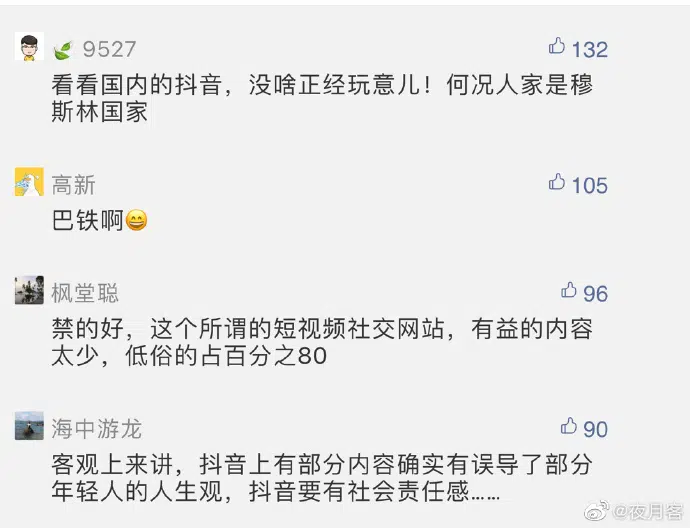 9527
132
看看国内的抖音，没啥正经玩意儿！何况人家是穆
斯林国家
高新
105
巴铁啊😄
枫堂聪
96
禁的好，这个所谓的短视频社交网站，有益的内容
太少，低俗的占百分之80
海中游龙
90
客观上来讲，抖音上有部分内容确实有误导了部分
年轻人的人生观，抖音要有社会责任感……
@夜月客